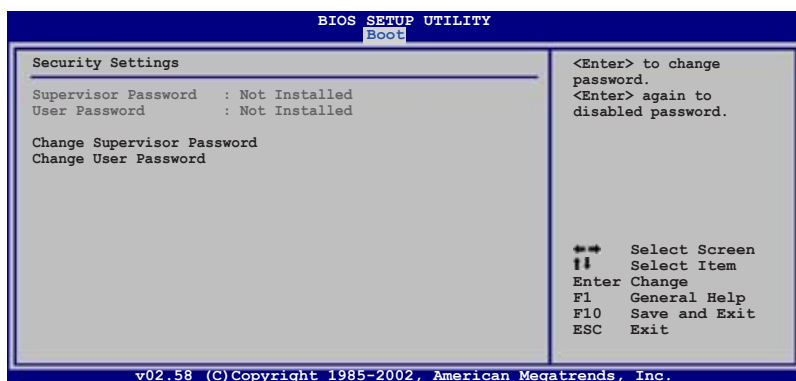 BIOS SETUP UTILITY
Boot
Security Settings
Supervisor Password : Not Installed
User Password : Not Installed
Change Supervisor Password
Change User Password
<Enter> to change
password.
<Enter> again to
disabled password.
Select Screen
Select Item
Enter Change
F1 General Help
F10 Save and Exit
ESC Exit
v02.58 (C)Copyright 1985-2002, American Megatrends, Inc.